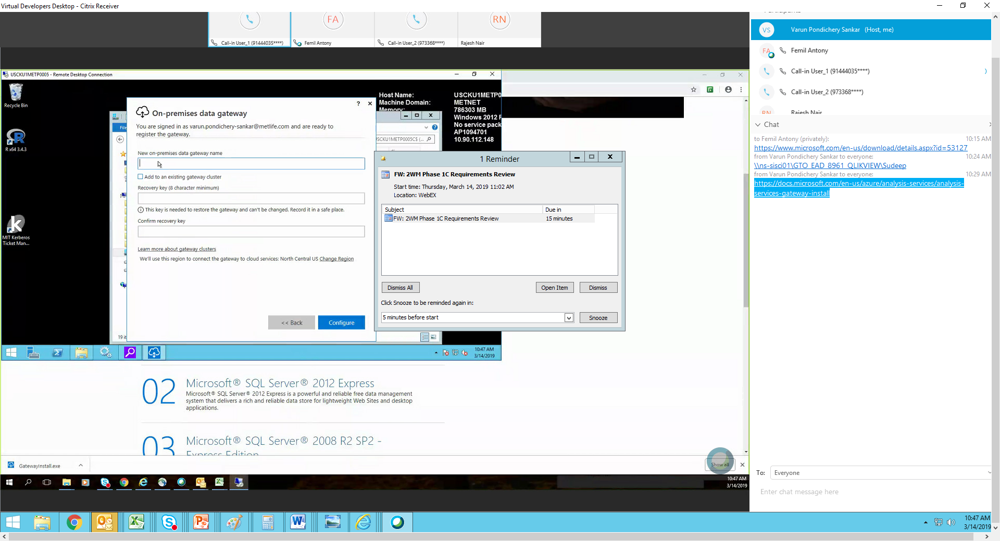 Virtual Developers Desktop - Citrix Receiver
FA
RN
Call-in User_1 (91444035****)
Femil Antony
Call-in User_2 (973368****)
Rajesh Nair
VS
Varun Pondichery Sankar (Host, me)
FA
Femil Antony
Call-in User_1 (91444035****)
Call-in User_2 (973368****)
Rajesh Nair
Chat
to Femil Antony (privately):
10:15 AM
https://www.microsoft.com/en-us/download/details.aspx?id=53127
from Varun Pondichery Sankar to everyone:
10:24 AM
\\ns-sisci01\GTO_EAD_8961_QLIKVIEW\Sudeep
from Varun Pondichery Sankar to everyone:
10:29 AM
https://docs.microsoft.com/en-us/azure/analysis-services/analysis-
services-gateway-install
To:
Everyone
Enter chat message here
USCKU1METP0005 - Remote Desktop Connection
Recycle Bin
R x64 3.4.3
MIT Kerberos
Ticket Man...
Host Name:
USCKU1METP0
Machine Domain:
METNET
Memory:
786303 MB
Windows 2012 
No service pack
AP1094701
10.90.112.148
File
SCKU1METP0005C$ (...
19 it
On-premises data gateway
You are signed in as varun.pondichery-sankar@metlife.com and are ready to
register the gateway.
New on-premises data gateway name
Add to an existing gateway cluster
Recovery key (8 character minimum)
This key is needed to restore the gateway and can't be changed. Record it in a safe place.
Confirm recovery key
Learn more about gateway clusters
We'll use this region to connect the gateway to cloud services: North Central US Change Region
<< Back
Configure
1 Reminder
FW: 2WM Phase 1C Requirements Review
Start time: Thursday, March 14, 2019 11:02 AM
Location: WebEX
Subject
Due in
FW: 2WM Phase 1C Requirements Review
15 minutes
Dismiss All
Open Item
Dismiss
Click Snooze to be reminded again in:
5 minutes before start
Snooze
10:47 AM
3/14/2019
02
Microsoft® SQL Server® 2012 Express
Microsoft® SQL Server® 2012 Express is a powerful and reliable free data management
system that delivers a rich and reliable data store for lightweight Web Sites and desktop
applications.
03
Microsoft® SQL Server® 2008 R2 SP2 -
Express Edition
GatewayInstall.exe
Show all
10:47 AM
3/14/2019
10:47 AM
3/14/2019